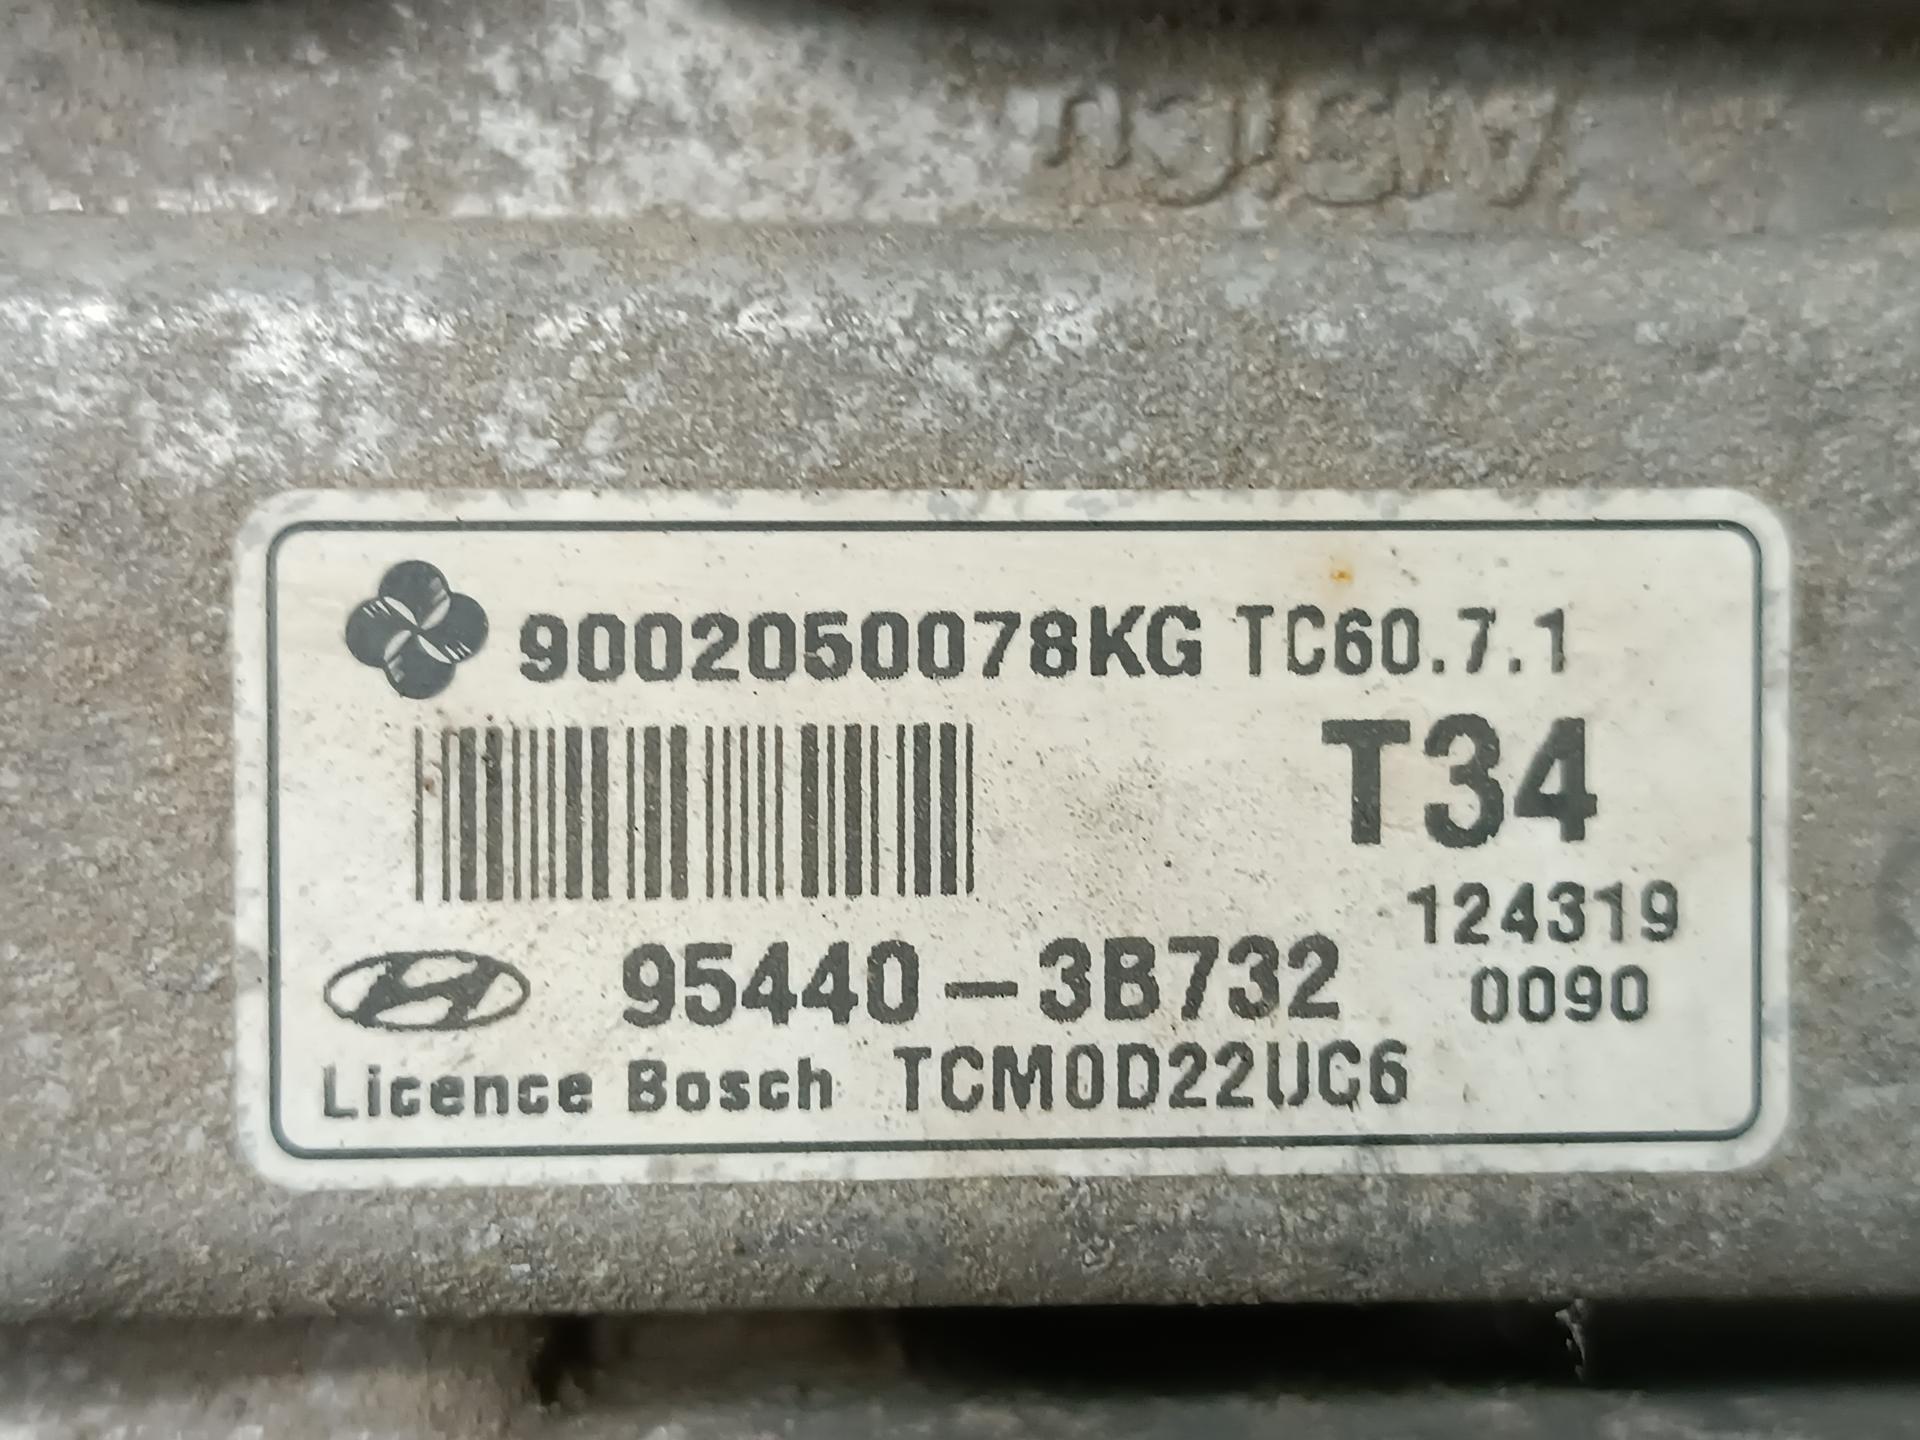 9002050078KG TC60.7.1
T34
124319
95440-3B732
0090
Licence Bosch TCM0D22UC6